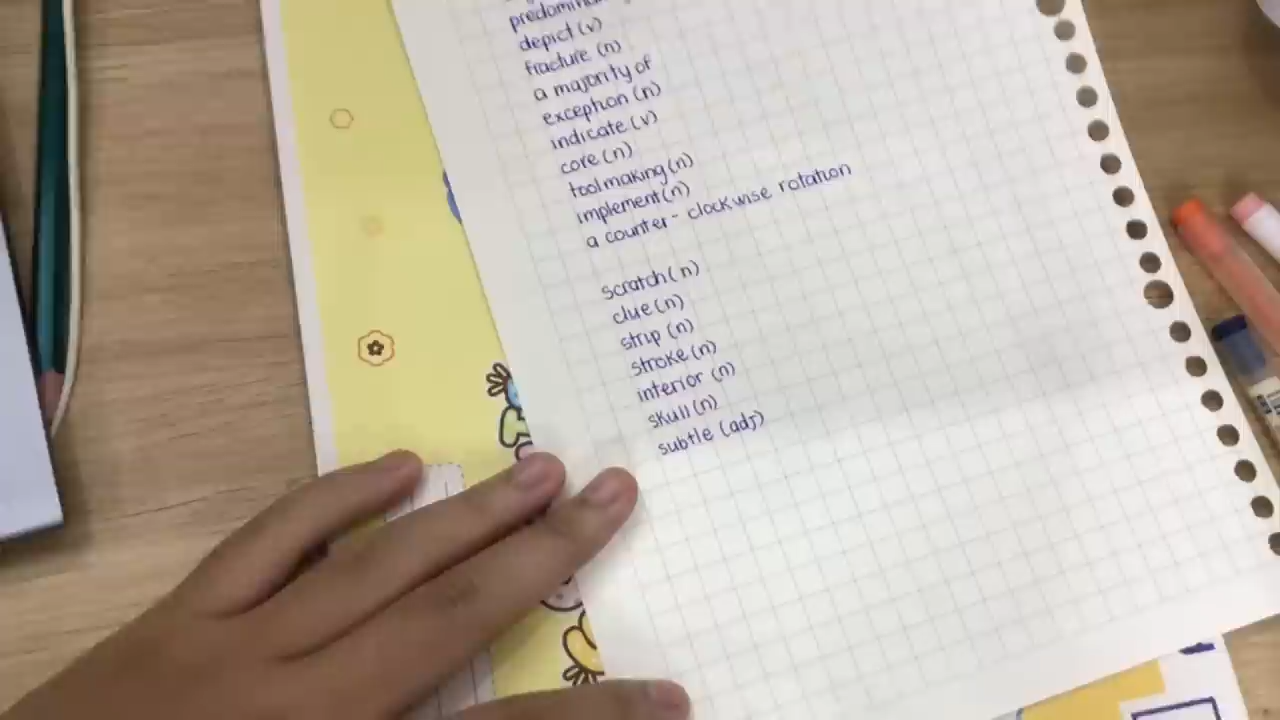 depict (v)
fracture (n)
a majority of
exception (n)
indicate (v)
core (n)
toolmaking (n)
implement (n)
a counter-clockwise rotation
scratch (n)
clue (n)
strip (n)
stroke (n)
interior (n)
skull (n)
subtle (adj)